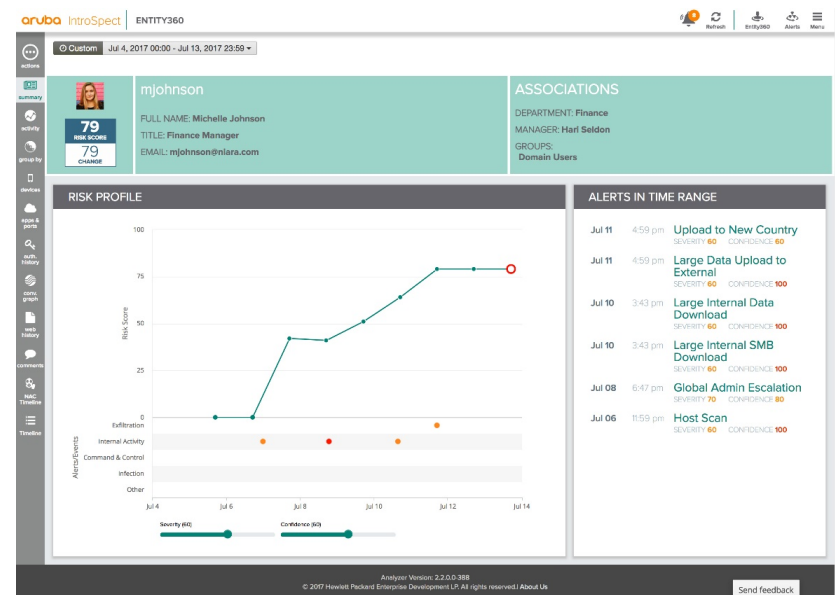 aruba IntroSpect ENTITY360
Refresh
Entity360
Alerts
Menu
Custom Jul 4, 2017 00:00 - Jul 13, 2017 23:59
actions
summary
activity
group by
devices
apps & ports
auth. history
conv. graph
web history
comments
NAC Timeline
Timeline
79
RISK SCORE
79
CHANGE
mjohnson
FULL NAME: Michelle Johnson
TITLE: Finance Manager
EMAIL: mjohnson@niara.com
ASSOCIATIONS
DEPARTMENT: Finance
MANAGER: Hari Seldon
GROUPS:
Domain Users
RISK PROFILE
100
75
50
25
0
Risk Score
Exfiltration
Internal Activity
Command & Control
Infection
Other
Alerts/Events
Jul 4 Jul 6 Jul 8 Jul 10 Jul 12 Jul 14
Severity (60) Confidence (60)
ALERTS IN TIME RANGE
Jul 11 4:59 pm Upload to New Country
SEVERITY 60 CONFIDENCE 60
Jul 11 4:59 pm Large Data Upload to
External
SEVERITY 60 CONFIDENCE 100
Jul 10 3:43 pm Large Internal Data
Download
SEVERITY 60 CONFIDENCE 100
Jul 10 3:43 pm Large Internal SMB
Download
SEVERITY 60 CONFIDENCE 100
Jul 08 6:47 pm Global Admin Escalation
SEVERITY 70 CONFIDENCE 80
Jul 06 11:59 pm Host Scan
SEVERITY 60 CONFIDENCE 100
Analyzer Version: 2.2.0.0-388
© 2017 Hewlett Packard Enterprise Development LP. All rights reserved.| About Us
Send feedback